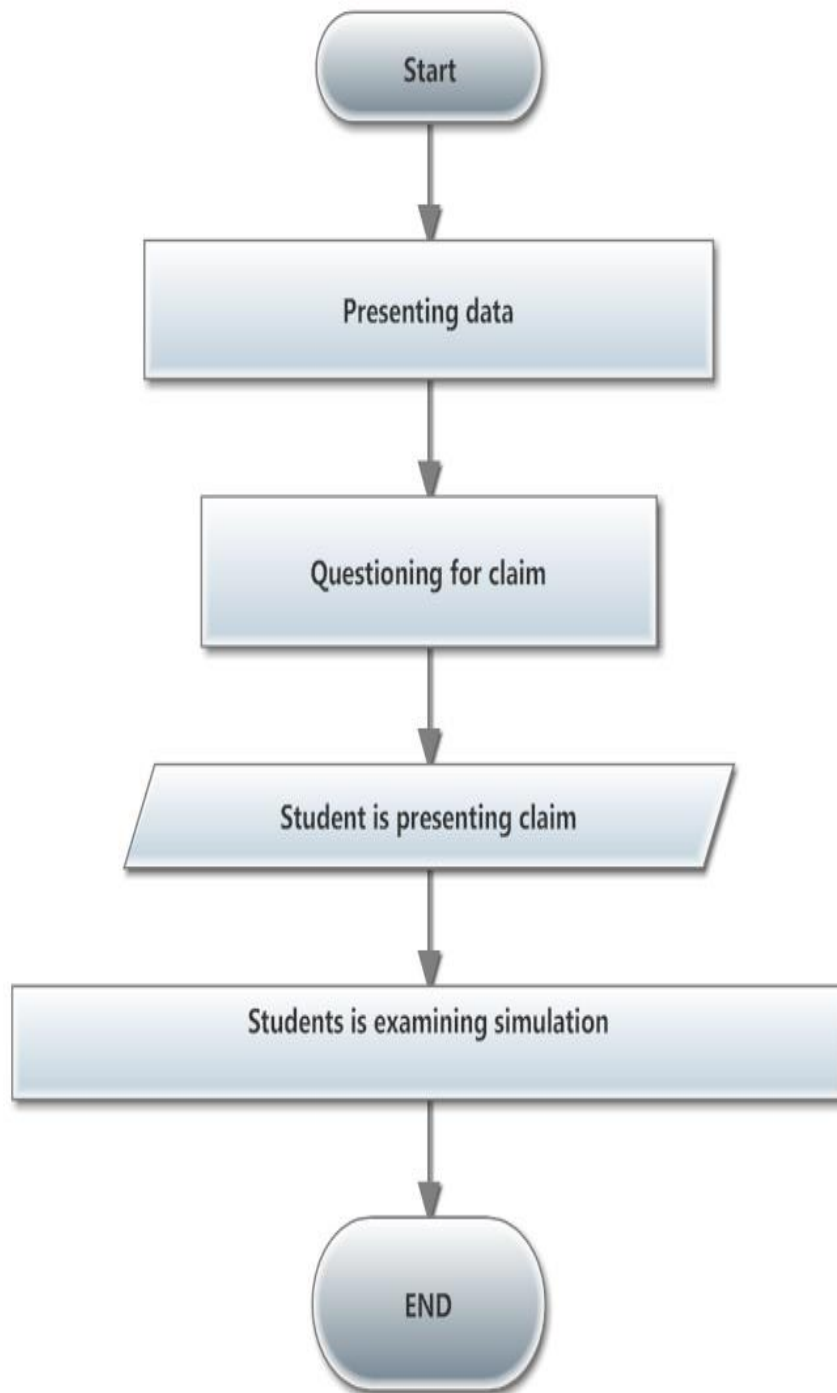 Start
Presenting data
Questioning for claim
Student is presenting claim
Students is examining simulation
END